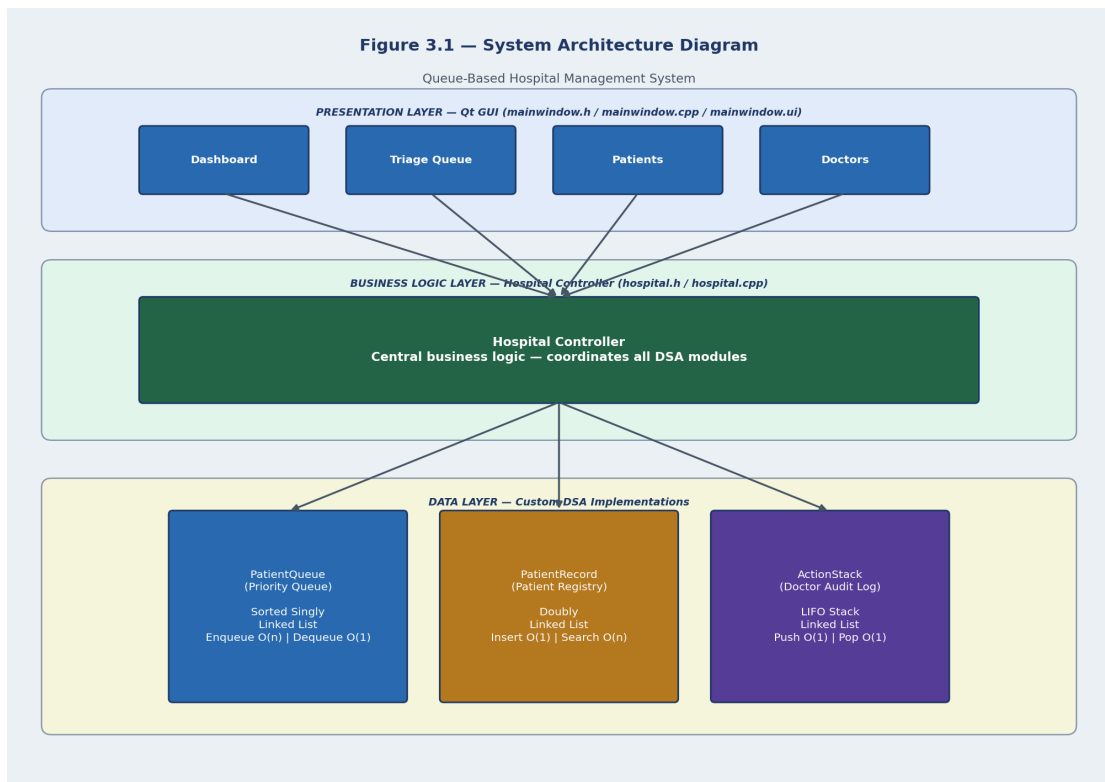 Figure 3.1 — System Architecture Diagram
Queue-Based Hospital Management System
PRESENTATION LAYER — Qt GUI (mainwindow.h / mainwindow.cpp / mainwindow.ui)
Dashboard
Triage Queue
Patients
Doctors
BUSINESS LOGIC LAYER — Hospital Controller (hospital.h / hospital.cpp)
Hospital Controller
Central business logic — coordinates all DSA modules
DATA LAYER — Custom DSA Implementations
PatientQueue
(Priority Queue)
Sorted Singly
Linked List
Enqueue O(n) | Dequeue O(1)
PatientRecord
(Patient Registry)
Doubly
Linked List
Insert O(1) | Search O(n)
ActionStack
(Doctor Audit Log)
LIFO Stack
Linked List
Push O(1) | Pop O(1)